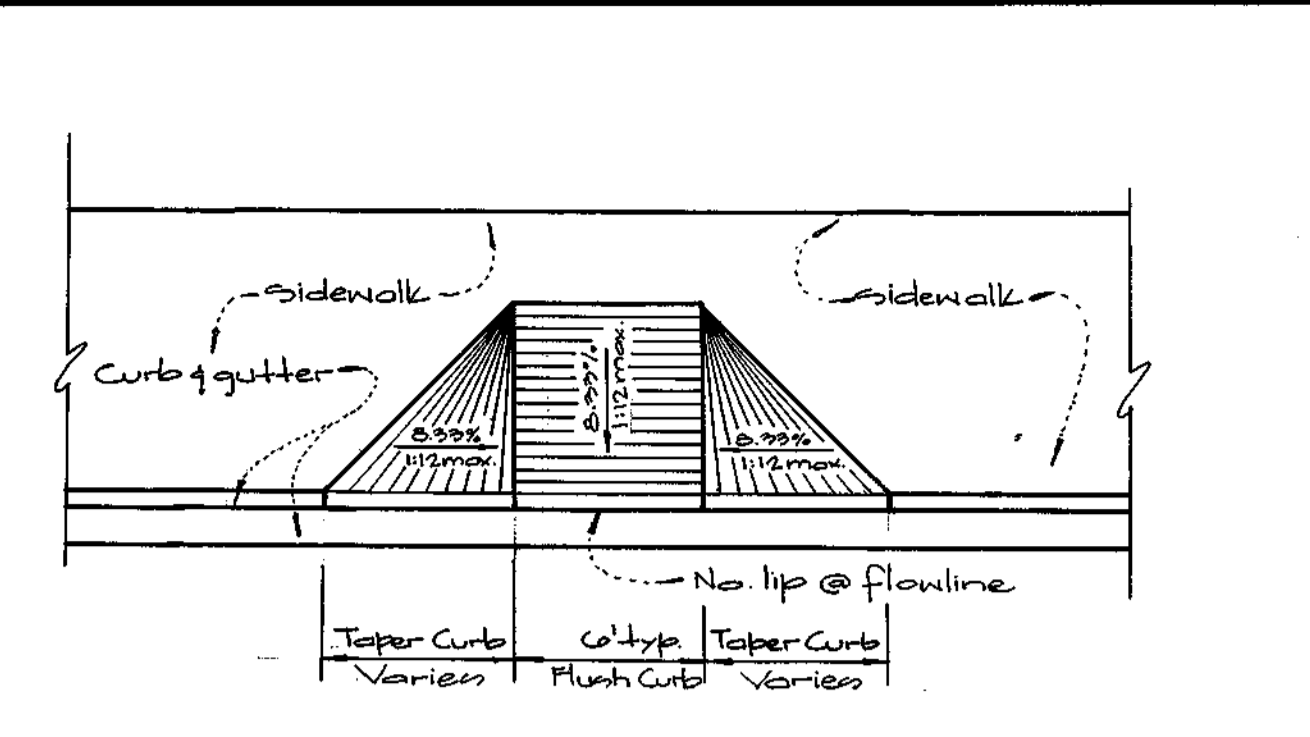 Sidewalk
Sidewalk
Curb & gutter
8.33%
1:12 max.
8.33%
1:12 max.
8.33%
1:12 max.
No. lip @ flowline
Taper Curb
Varies
6' typ.
Flush Curb
Taper Curb
Varies